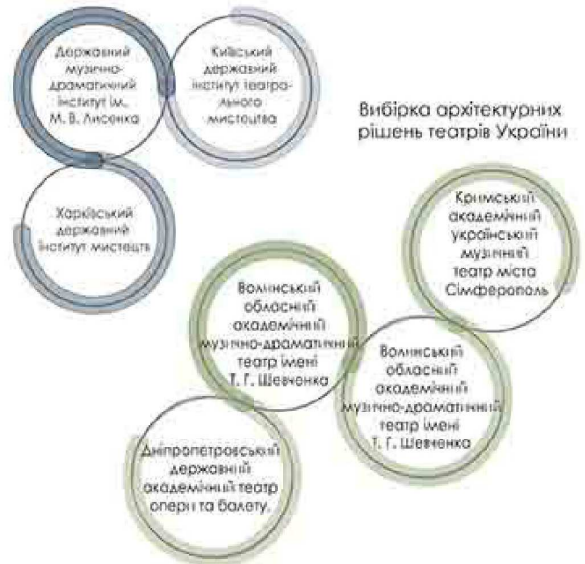 Державний
музично-
драматичний
інститут ім.
М. В. Лисенка
Київський
державний
інститут театра-
льного
мистецтва
Харківський
державний
інститут мистецтв
Вибірка архітектурних
рішень театрів України
Кримський
академічний
український
музичний
театр міста
Сімферополь
Волинський
обласний
академічний
музично-драматичний
театр імені
Т. Г. Шевченка
Волинський
обласний
академічний
музично-драматичний
театр імені
Т. Г. Шевченка
Дніпропетровський
державний
академічний театр
опери та балету.